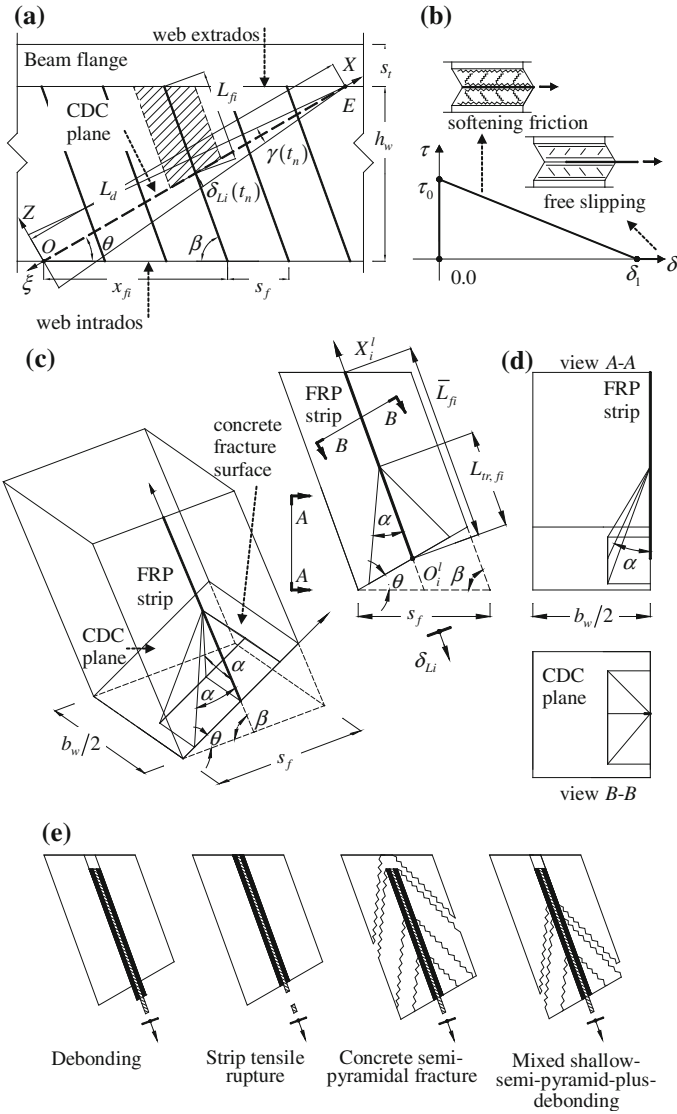 (a)
web extrados
Beam flange
X
s_t
L_fi
E
CDC
plane
h_w
γ(t_n)
L_d
δ_Li(t_n)
Z
O
θ
β
ξ
x_fi
s_f
web intrados
(b)
softening friction
τ
τ_0
free slipping
δ
0.0
δ_1
(c)
X_i^l
FRP
strip
L̅_fi
B
B
concrete
fracture
surface
L_tr, fi
A
α
A
θ
O_i^l
β
s_f
δ_Li
FRP
strip
CDC
plane
α
α
β
θ
b_w/2
s_f
(d)
view A-A
FRP
strip
α
b_w/2
CDC
plane
view B-B
(e)
Debonding
Strip tensile
rupture
Concrete semi-
pyramidal fracture
Mixed shallow-
semi-pyramid-plus-
debonding